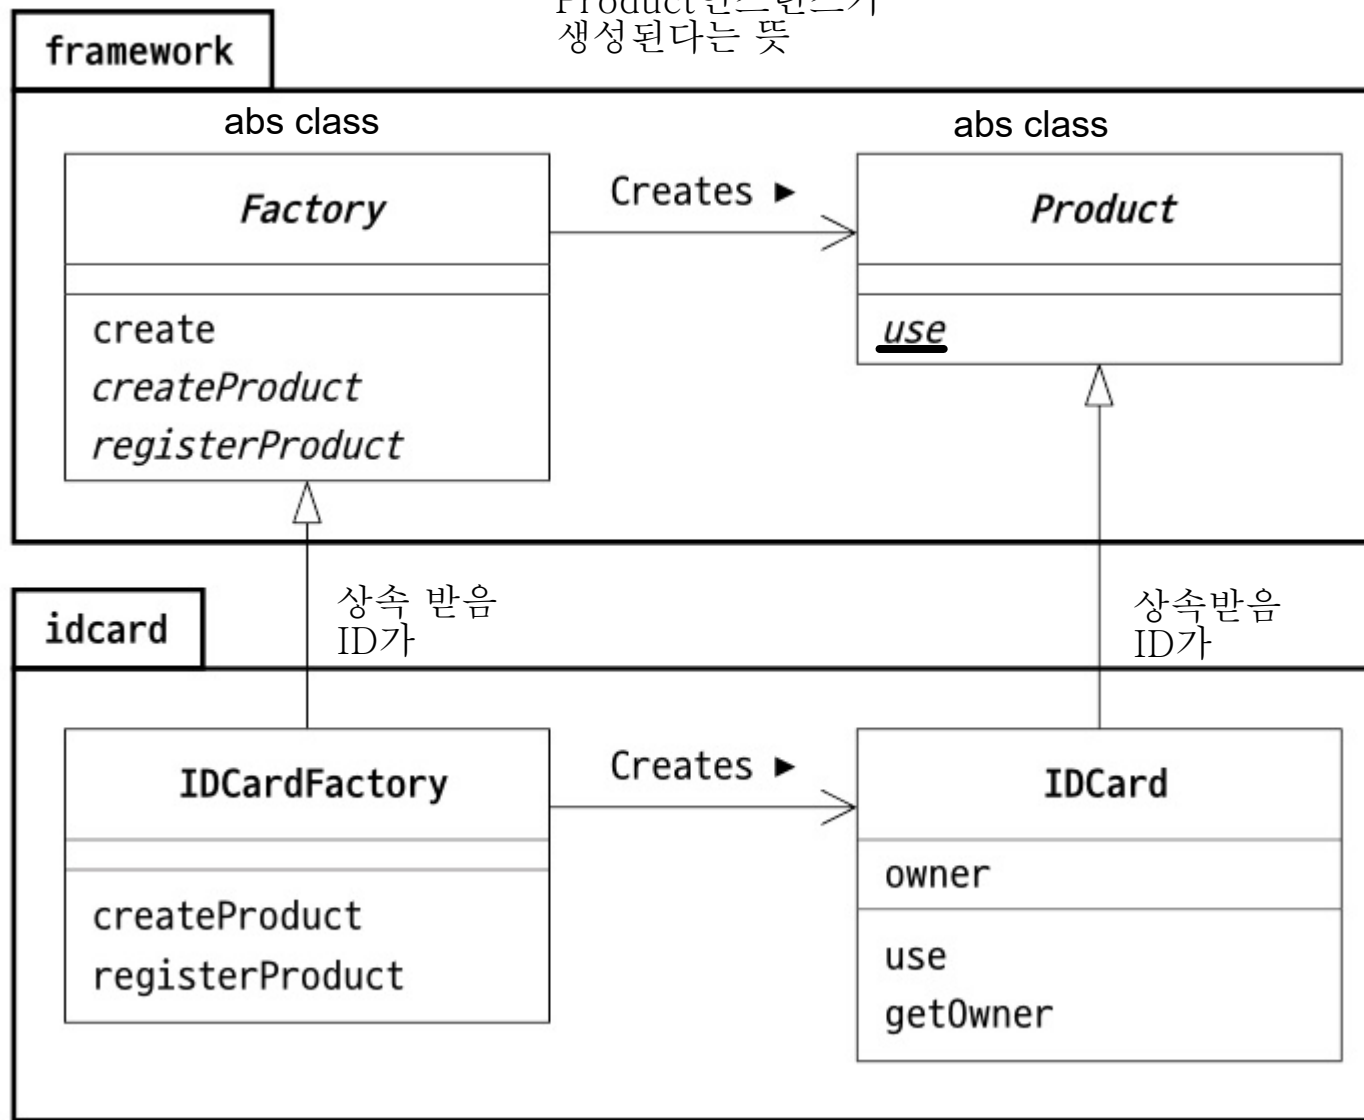 생성된다는 뜻
framework
abs class
abs class
Factory
Creates ►
Product
create
createProduct
registerProduct
use
상속 받음
ID가
상속받음
ID가
idcard
IDCardFactory
Creates ►
IDCard
createProduct
registerProduct
owner
use
getOwner